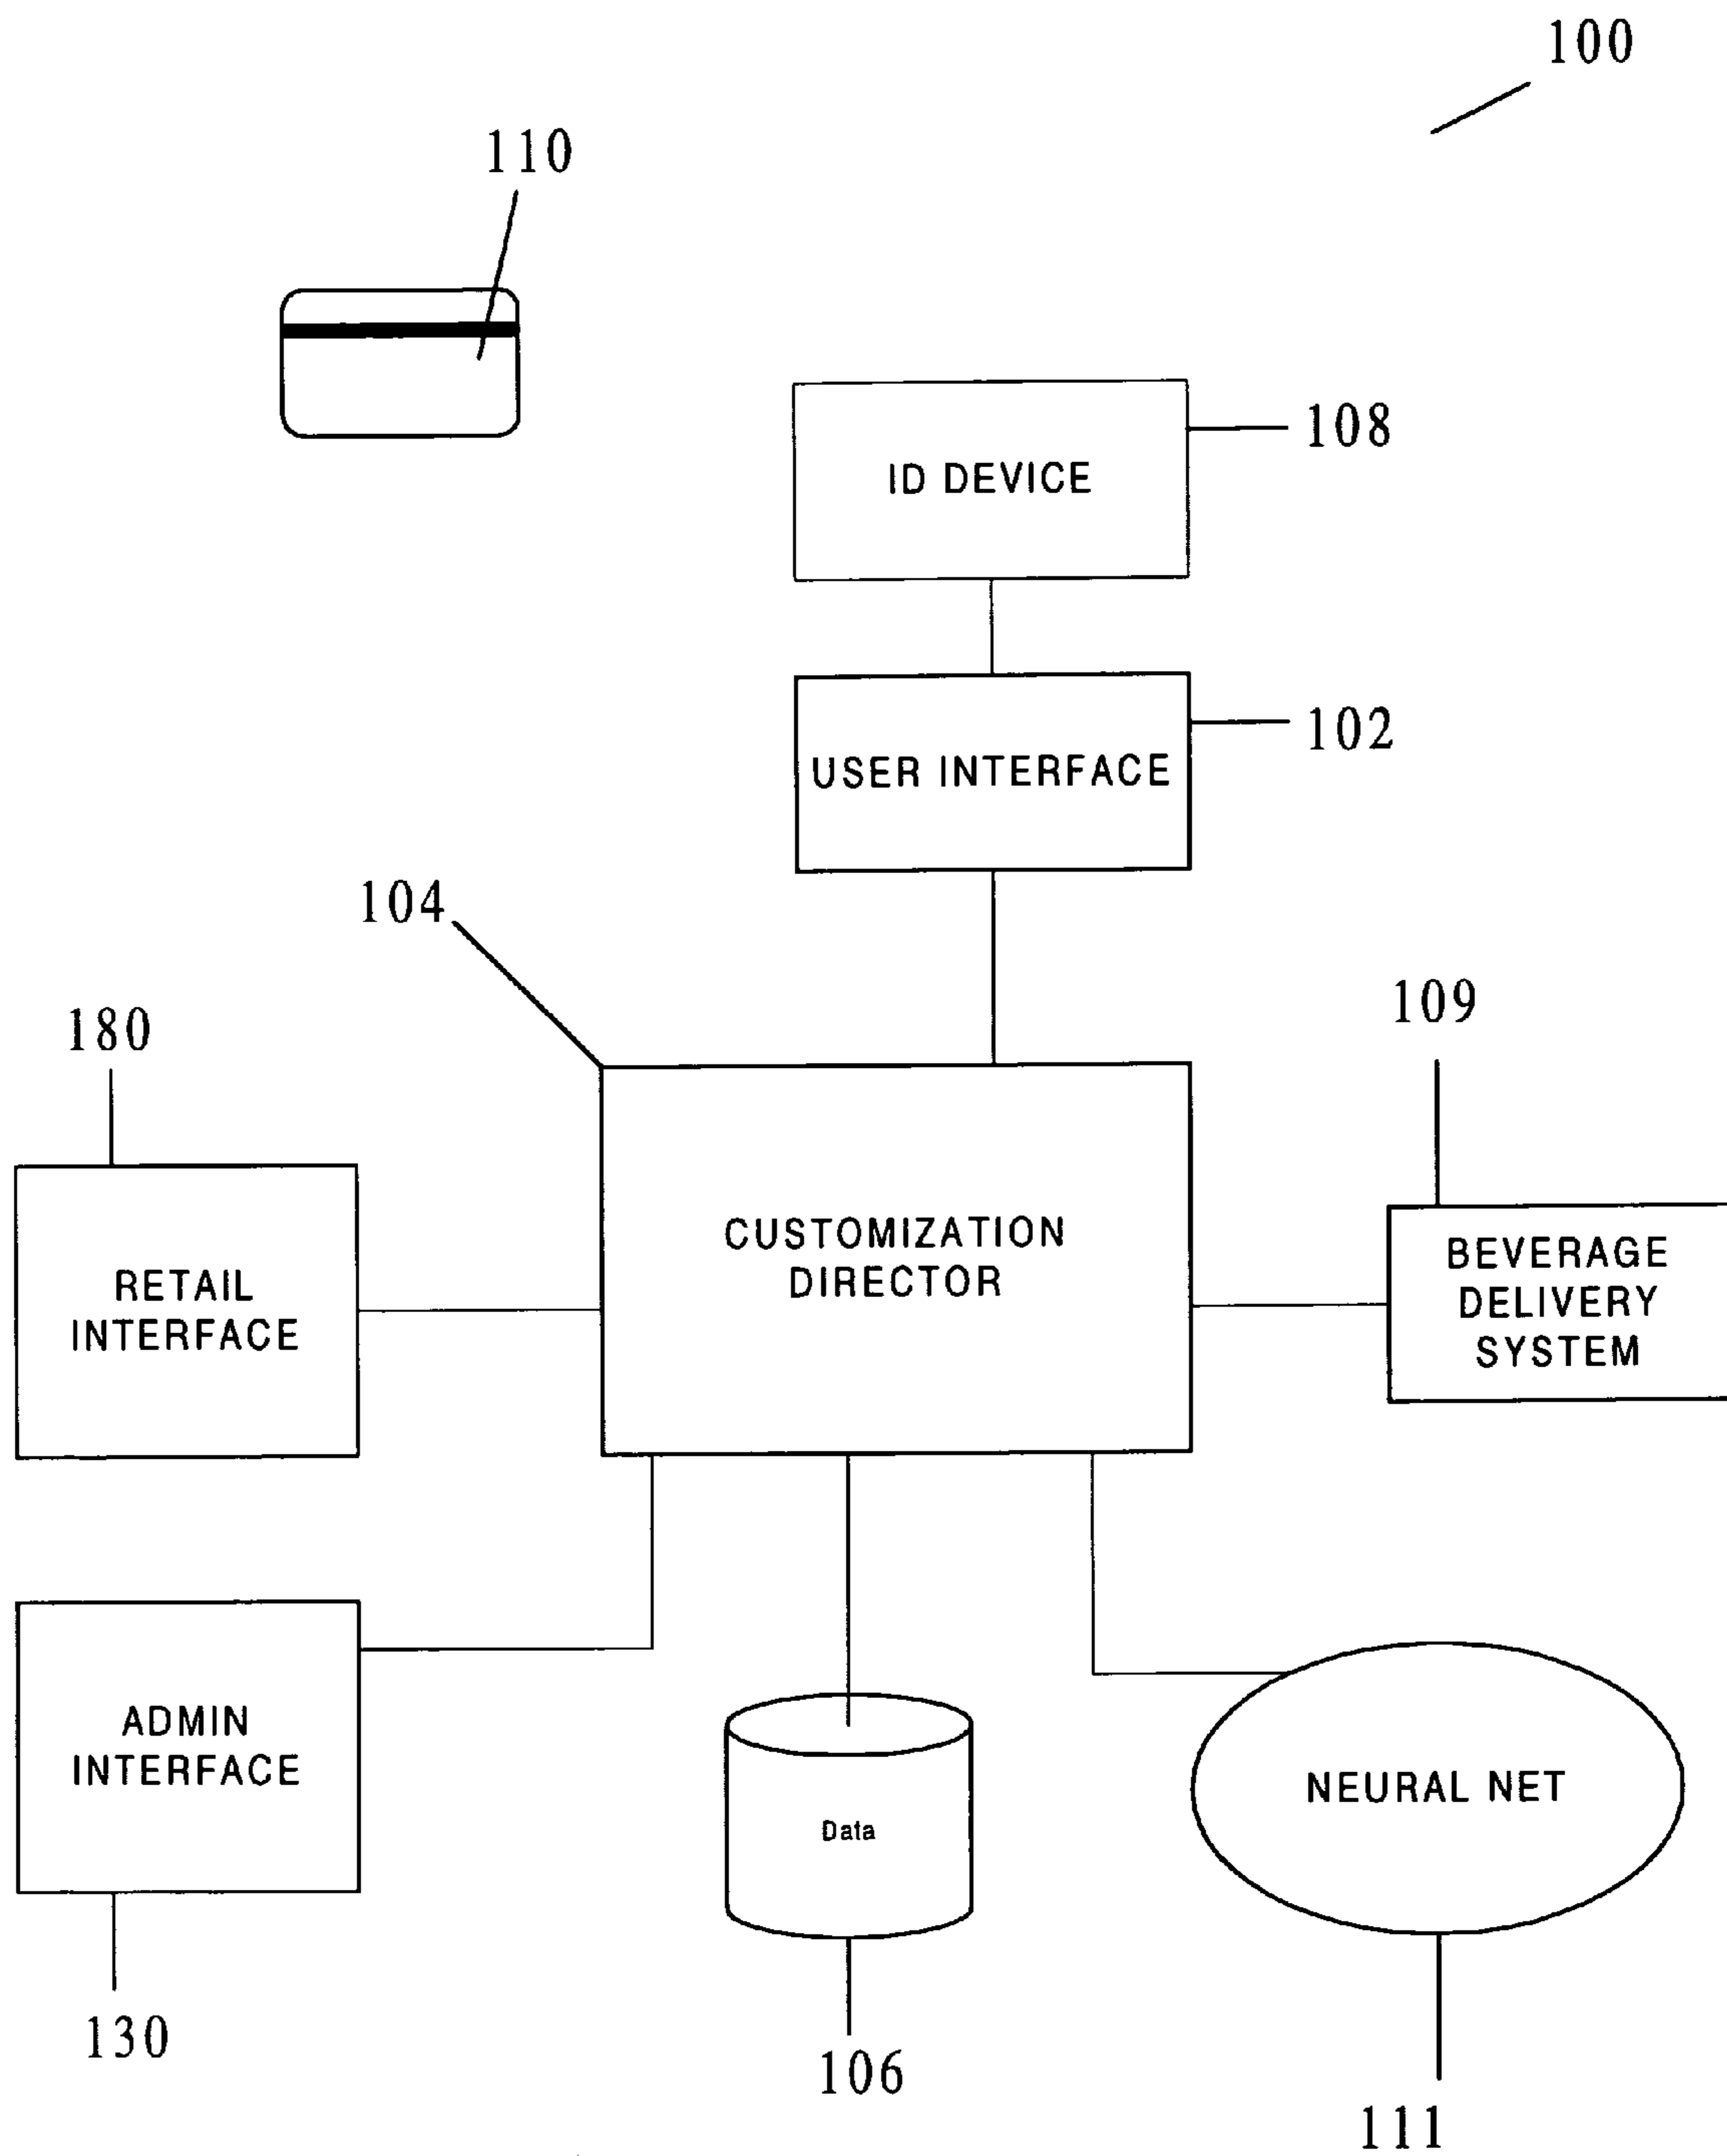 100
110
108
ID DEVICE
102
USER INTERFACE
104
180
109
CUSTOMIZATION
DIRECTOR
RETAIL
INTERFACE
BEVERAGE
DELIVERY
SYSTEM
ADMIN
INTERFACE
Data
NEURAL NET
130
106
111